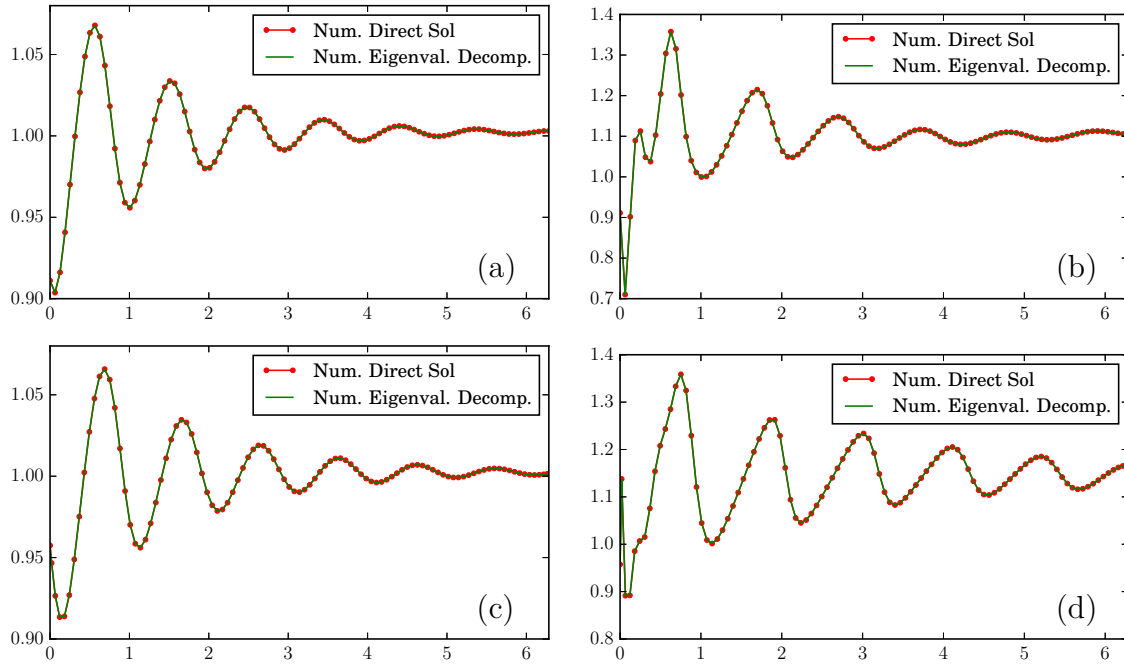 1.05
1.00
0.95
0.90
0 1 2 3 4 5 6
Num. Direct Sol
Num. Eigenval. Decomp.
(a)
1.4
1.3
1.2
1.1
1.0
0.9
0.8
0.7
0 1 2 3 4 5 6
Num. Direct Sol
Num. Eigenval. Decomp.
(b)
1.05
1.00
0.95
0.90
0 1 2 3 4 5 6
Num. Direct Sol
Num. Eigenval. Decomp.
(c)
1.4
1.3
1.2
1.1
1.0
0.9
0.8
0 1 2 3 4 5 6
Num. Direct Sol
Num. Eigenval. Decomp.
(d)